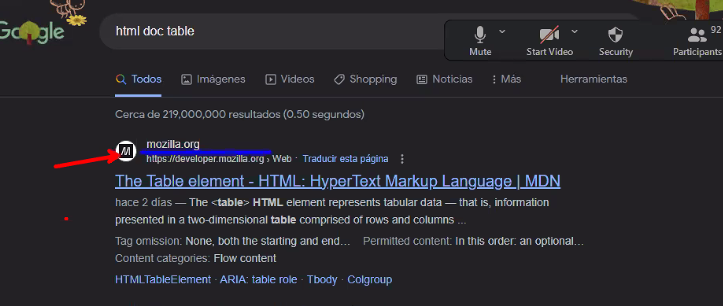 Google
html doc table
92
Mute
Start Video
Security
Participants
Todos
Imágenes
Videos
Shopping
Noticias
Más
Herramientas
Cerca de 219,000,000 resultados (0.50 segundos)
mozilla.org
https://developer.mozilla.org › Web · Traducir esta página
The Table element - HTML: HyperText Markup Language | MDN
hace 2 días — The <table> HTML element represents tabular data — that is, information
presented in a two-dimensional table comprised of rows and columns ...
Tag omission: None, both the starting and end… Permitted content: In this order: an optional…
Content categories: Flow content
HTMLTableElement · ARIA: table role · Tbody · Colgroup